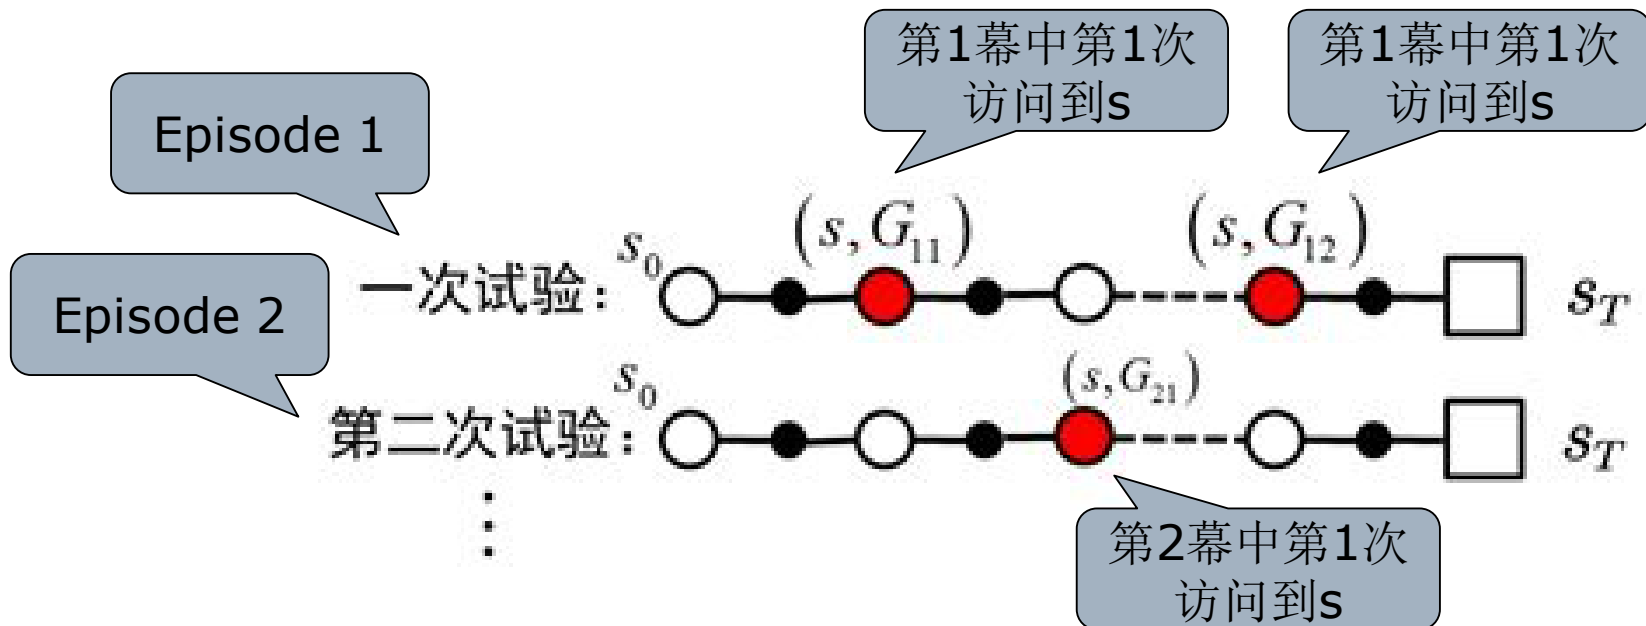 第1幕中第1次
访问到s
第1幕中第1次
访问到s
Episode 1
(s, G₁₁)
(s, G₁₂)
一次试验：
s₀
s_T
Episode 2
(s, G₂₁)
第二次试验：
s₀
s_T
⋮
第2幕中第1次
访问到s